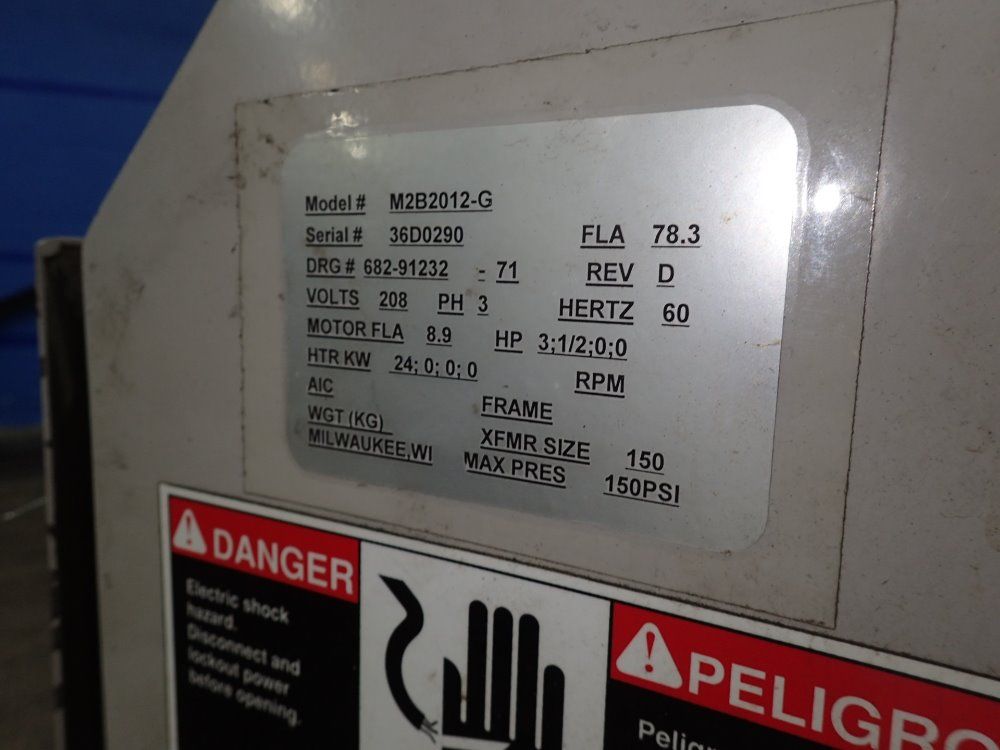 Model # M2B2012-G
Serial # 36D0290 FLA 78.3
DRG # 682-91232 - 71 REV D
VOLTS 208 PH 3 HERTZ 60
MOTOR FLA 8.9 HP 3;1/2;0;0
HTR KW 24; 0; 0; 0 RPM
AIC FRAME
WGT (KG) XFMR SIZE 150
MILWAUKEE,WI MAX PRES 150PSI
DANGER
Electric shock
hazard.
Disconnect and
lockout power
before opening.
PELIGRO